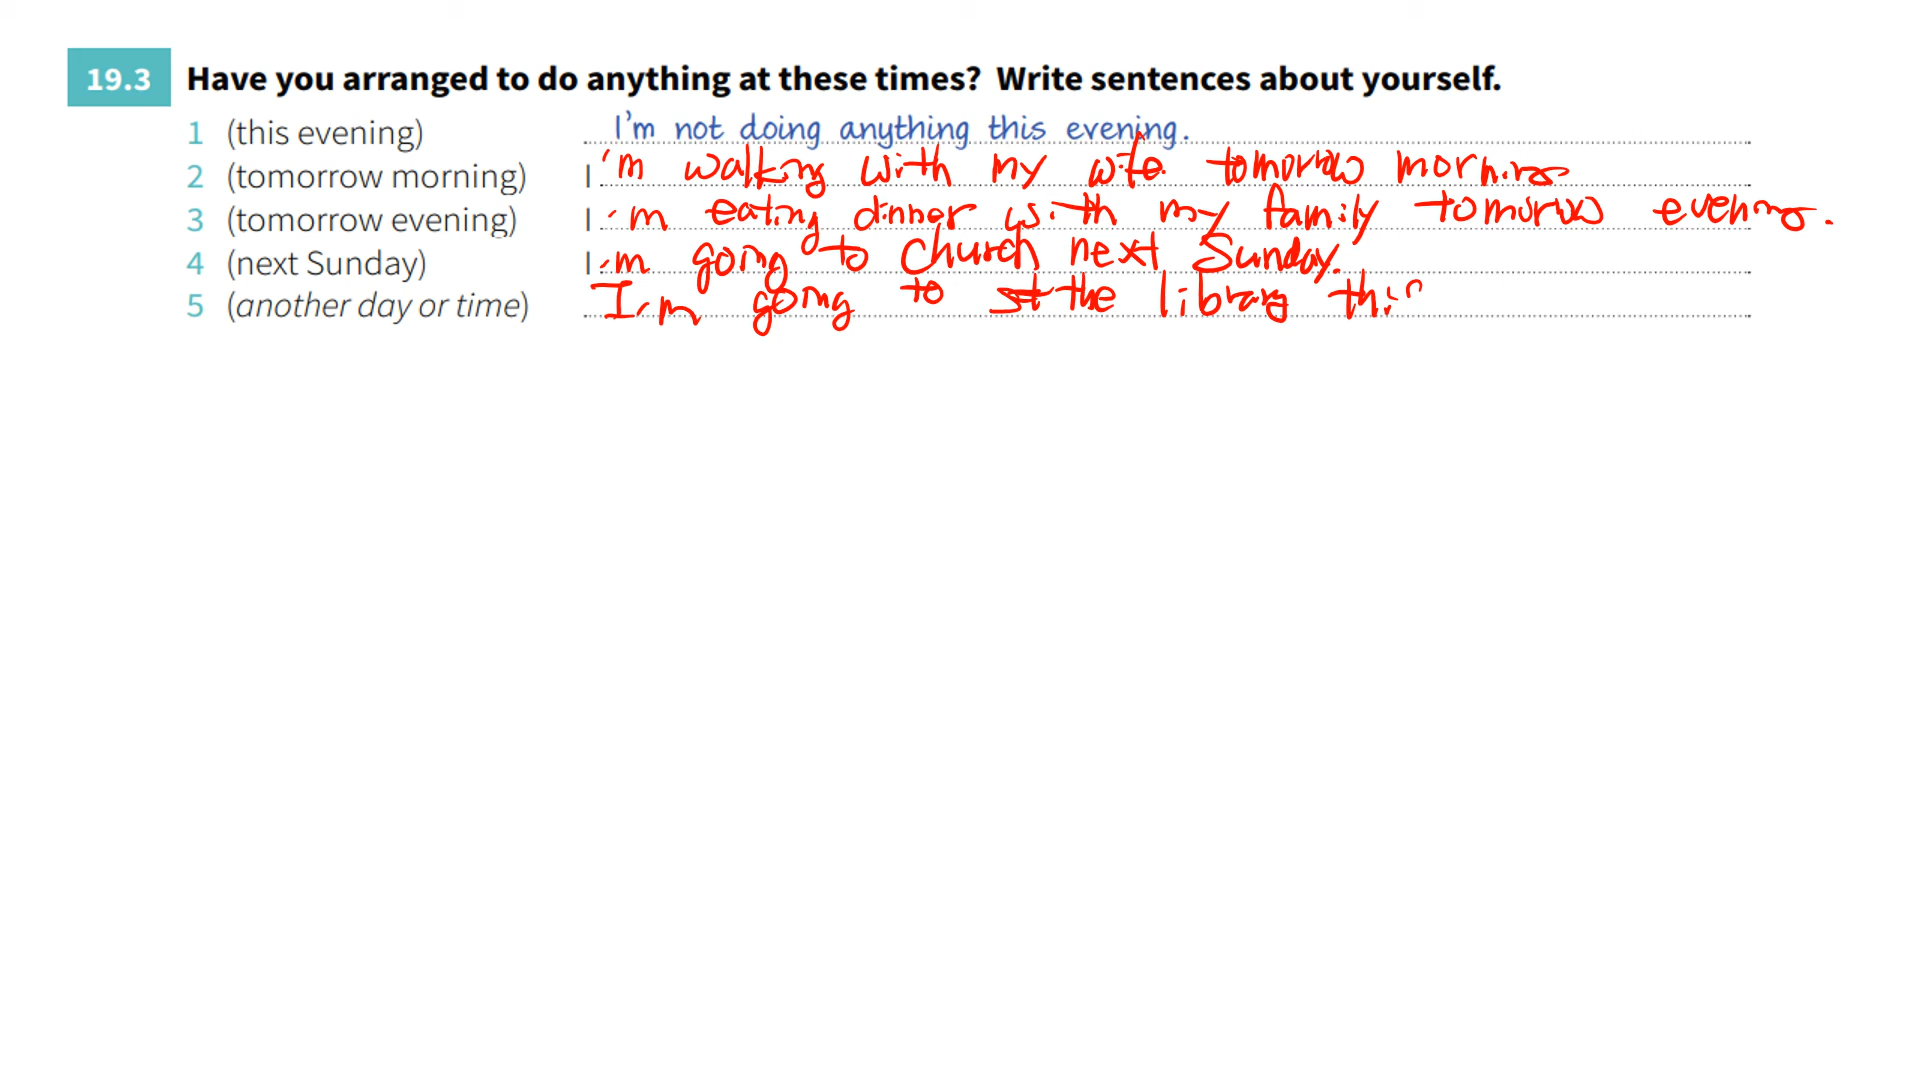 19.3 Have you arranged to do anything at these times? Write sentences about yourself.
1 (this evening) I'm not doing anything this evening.
2 (tomorrow morning) I 'm walking with my wife tomorrow morning
3 (tomorrow evening) I 'm eating dinner with my family tomorrow evening.
4 (next Sunday) I 'm going to church next Sunday.
5 (another day or time) I'm going to the library